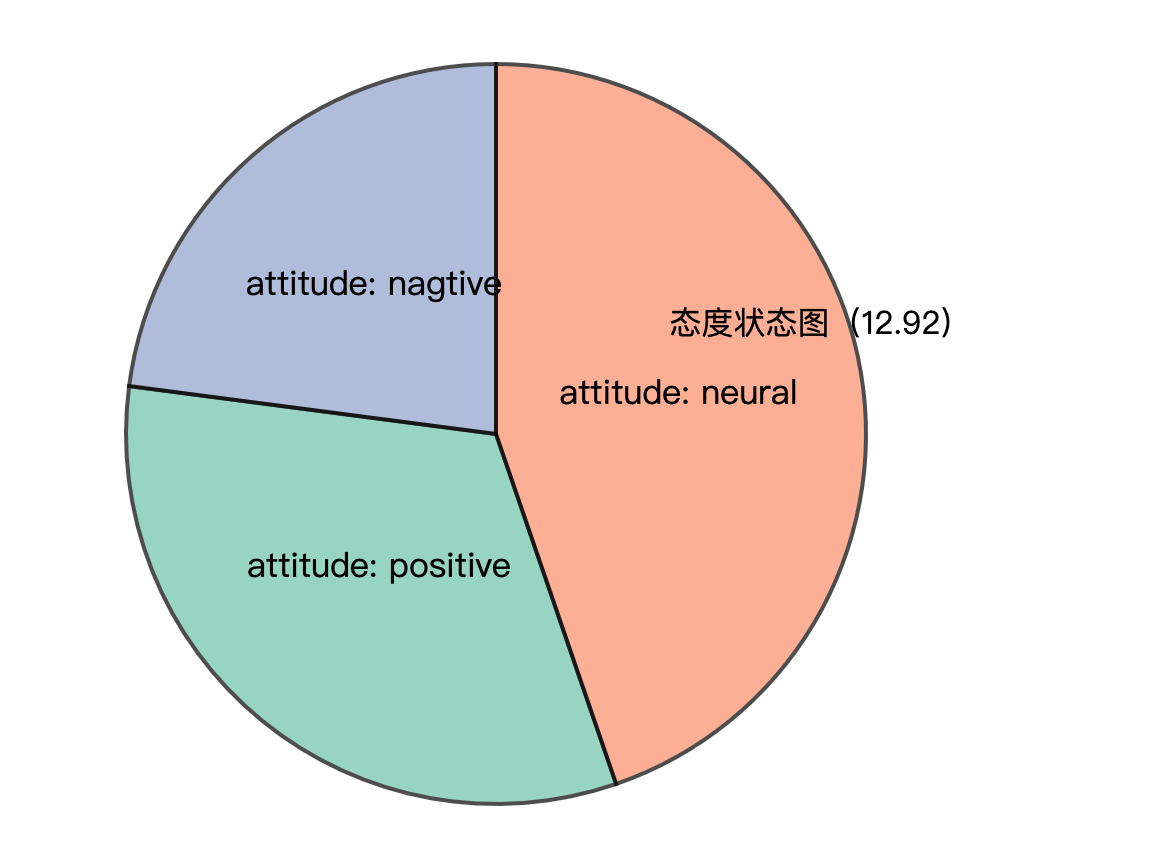 attitude: nagtive
态度状态图 (12.92)
attitude: neural
attitude: positive